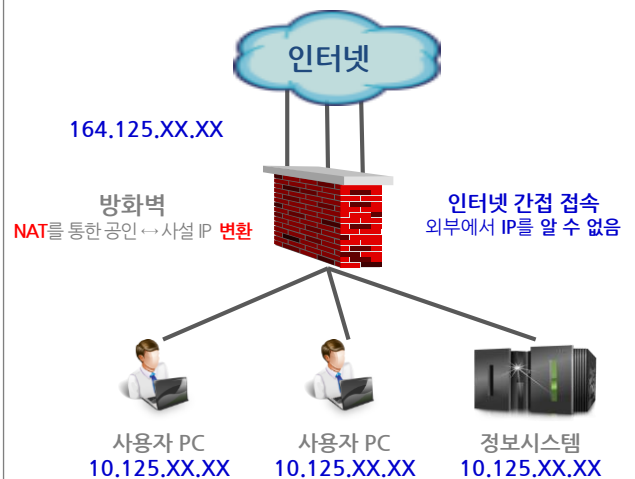 인터넷
164.125.XX.XX
방화벽
NAT를 통한 공인 ↔ 사설 IP 변환
인터넷 간접 접속
외부에서 IP를 알 수 없음
사용자 PC
10.125.XX.XX
사용자 PC
10.125.XX.XX
정보시스템
10.125.XX.XX